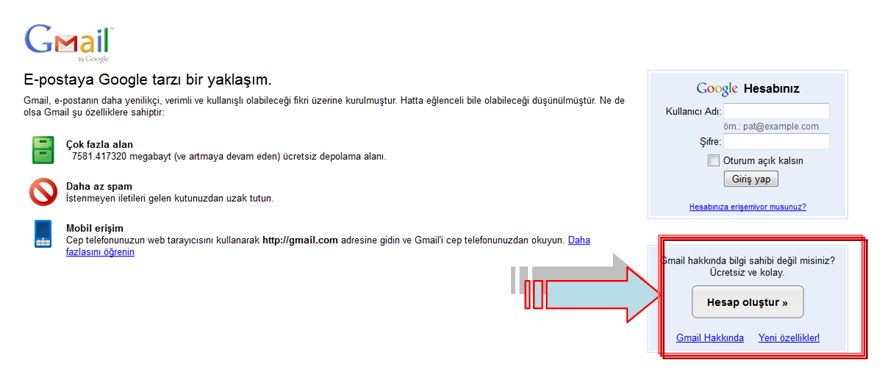 Gmail
by Google
E-postaya Google tarzı bir yaklaşım.
Gmail, e-postanın daha yenilikçi, verimli ve kullanışlı olabileceği fikri üzerine kurulmuştur. Hatta eğlenceli bile olabileceği düşünülmüştür. Ne de
olsa Gmail şu özelliklere sahiptir:
Çok fazla alan
7581.417320 megabayt (ve artmaya devam eden) ücretsiz depolama alanı.
Daha az spam
İstenmeyen iletileri gelen kutunuzdan uzak tutun.
Mobil erişim
Cep telefonunuzun web tarayıcısını kullanarak http://gmail.com adresine gidin ve Gmail'i cep telefonunuzdan okuyun. Daha
fazlasını öğrenin
Google Hesabınız
Kullanıcı Adı:
örn.: pat@example.com
Şifre:
Oturum açık kalsın
Giriş yap
Hesabınıza erişemiyor musunuz?
Gmail hakkında bilgi sahibi değil misiniz?
Ücretsiz ve kolay.
Hesap oluştur »
Gmail Hakkında Yeni özellikler!